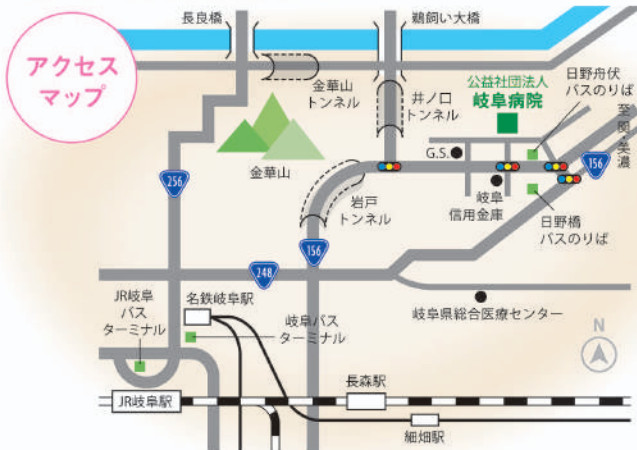 アクセス
マップ
長良橋
鵜飼い大橋
金華山
トンネル
井ノ口
トンネル
公益社団法人
岐阜病院
日野舟伏
バスのりば
至関・美濃
G.S.
156
金華山
256
岩戸
トンネル
岐阜
信用金庫
日野橋
バスのりば
156
248
JR岐阜
バス
ターミナル
名鉄岐阜駅
岐阜バス
ターミナル
岐阜県総合医療センター
N
長森駅
JR岐阜駅
細畑駅